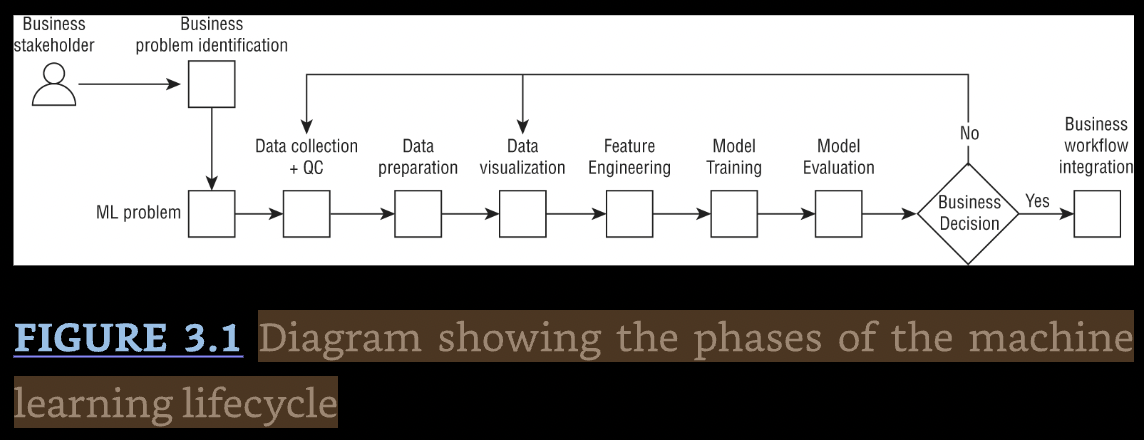 Business
stakeholder
Business
problem identification
Data collection
+ QC
Data
preparation
Data
visualization
Feature
Engineering
Model
Training
Model
Evaluation
No
Business
workflow
integration
ML problem
Business
Decision
Yes
FIGURE 3.1 Diagram showing the phases of the machine
learning lifecycle